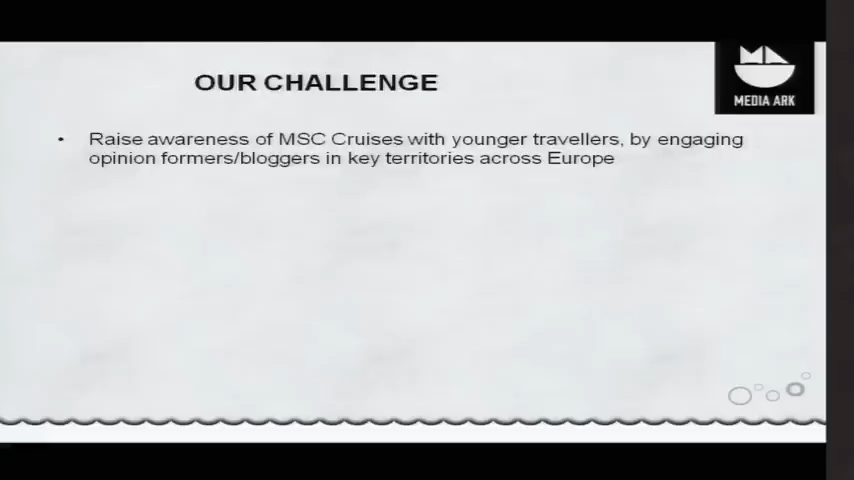 OUR CHALLENGE
MEDIA ARK
• Raise awareness of MSC Cruises with younger travellers, by engaging
opinion formers/bloggers in key territories across Europe